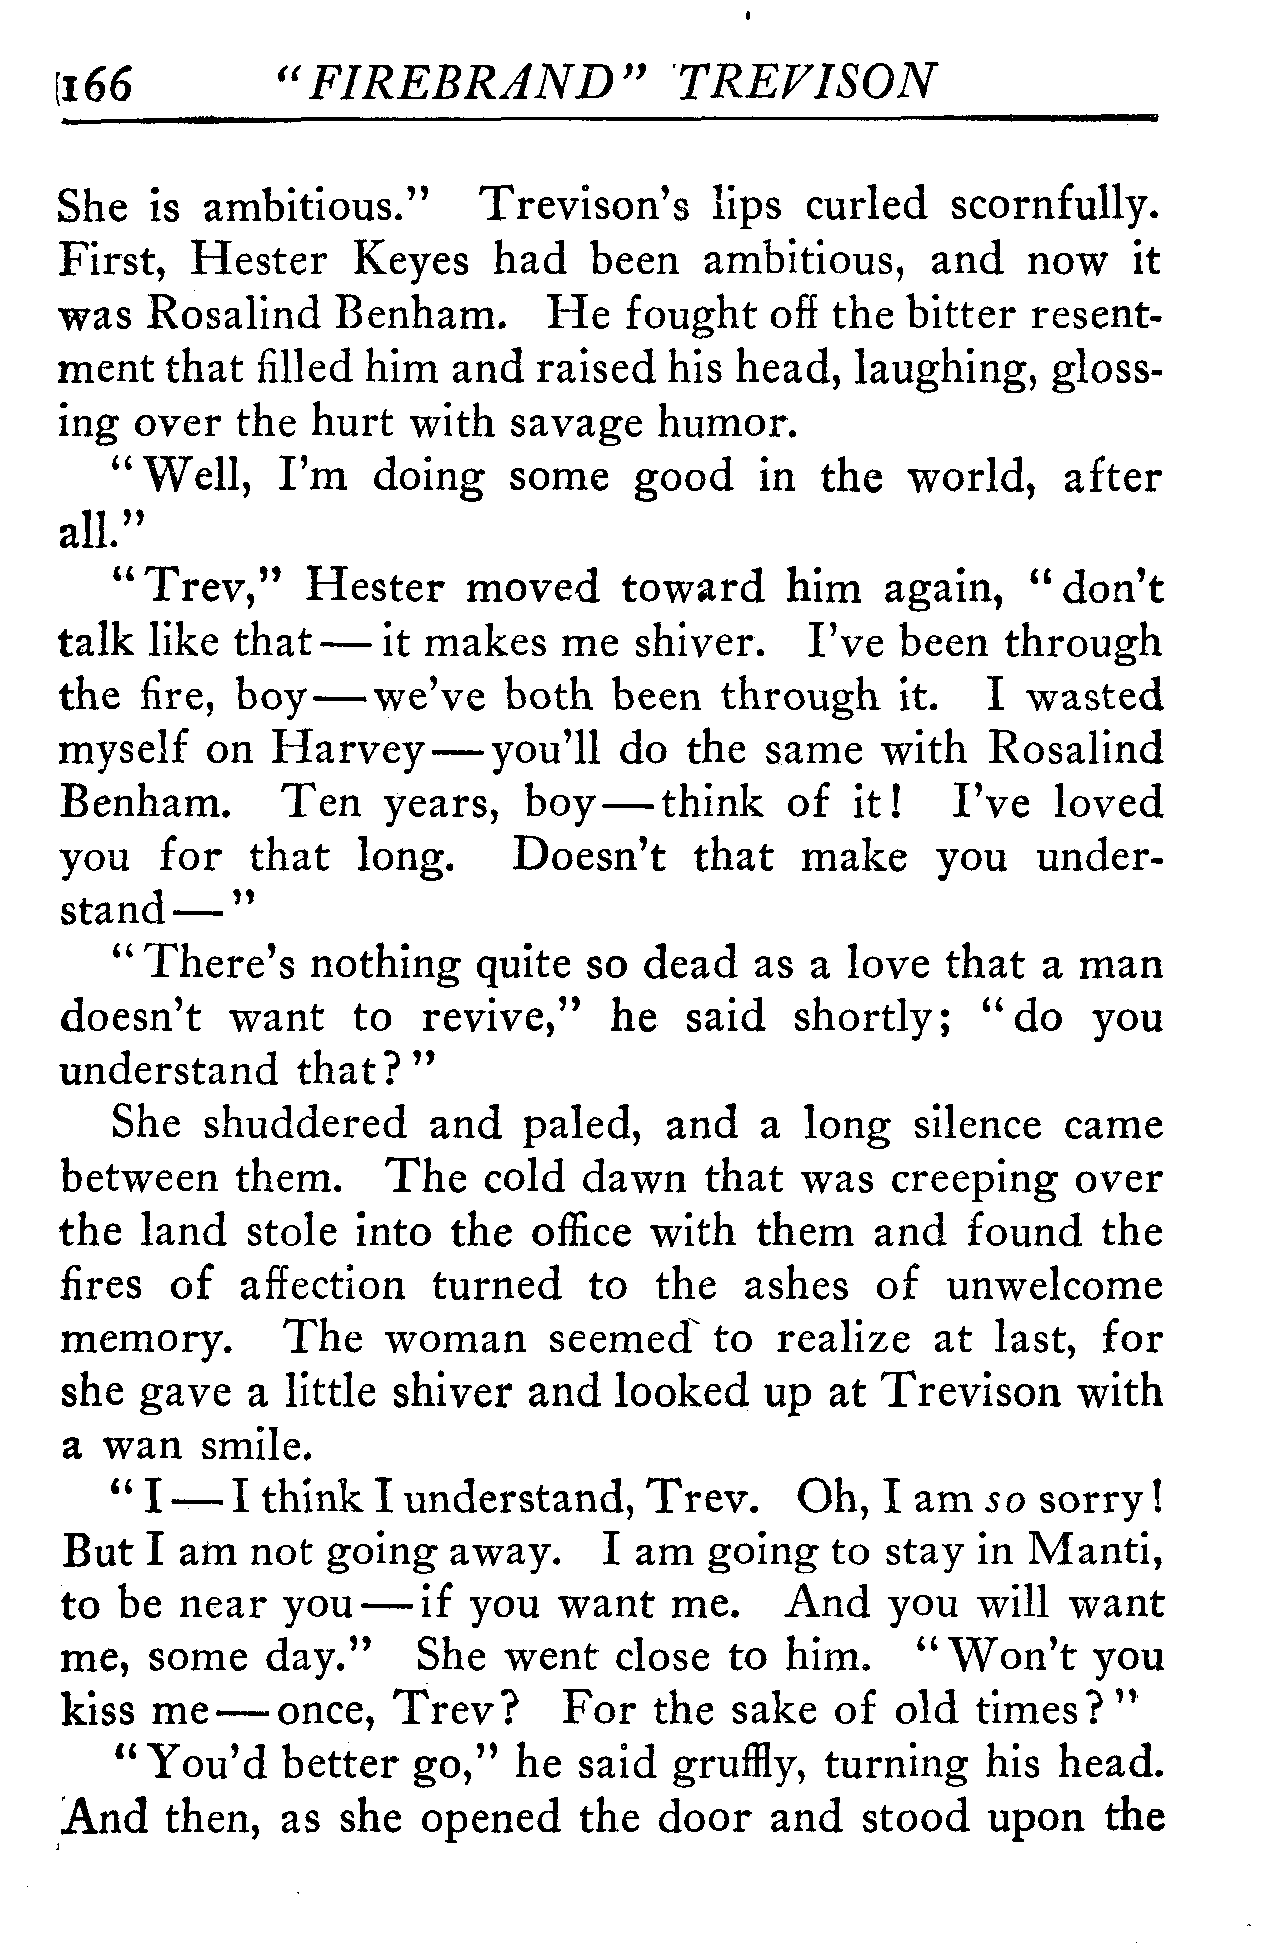 166 "FIREBRAND" TREVISON
She is ambitious." Trevison's lips curled scornfully.
First, Hester Keyes had been ambitious, and now it
was Rosalind Benham. He fought off the bitter resent-
ment that filled him and raised his head, laughing, gloss-
ing over the hurt with savage humor.
"Well, I'm doing some good in the world, after
all."
"Trev," Hester moved toward him again, "don't
talk like that—it makes me shiver. I've been through
the fire, boy—we've both been through it. I wasted
myself on Harvey—you'll do the same with Rosalind
Benham. Ten years, boy—think of it! I've loved
you for that long. Doesn't that make you under-
stand—"
"There's nothing quite so dead as a love that a man
doesn't want to revive," he said shortly; "do you
understand that?"
She shuddered and paled, and a long silence came
between them. The cold dawn that was creeping over
the land stole into the office with them and found the
fires of affection turned to the ashes of unwelcome
memory. The woman seemed to realize at last, for
she gave a little shiver and looked up at Trevison with
a wan smile.
"I—I think I understand, Trev. Oh, I am so sorry!
But I am not going away. I am going to stay in Manti,
to be near you—if you want me. And you will want
me, some day." She went close to him. "Won't you
kiss me—once, Trev? For the sake of old times?"
"You'd better go," he said gruffly, turning his head.
And then, as she opened the door and stood upon the